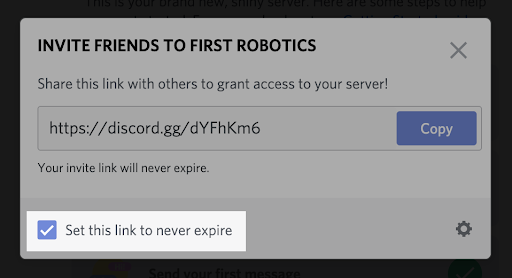 This is your brand new, shiny server. Here are some steps to help
INVITE FRIENDS TO FIRST ROBOTICS
Share this link with others to grant access to your server!
https://discord.gg/dYFhKm6
Copy
Your invite link will never expire.
Set this link to never expire
Send your first message